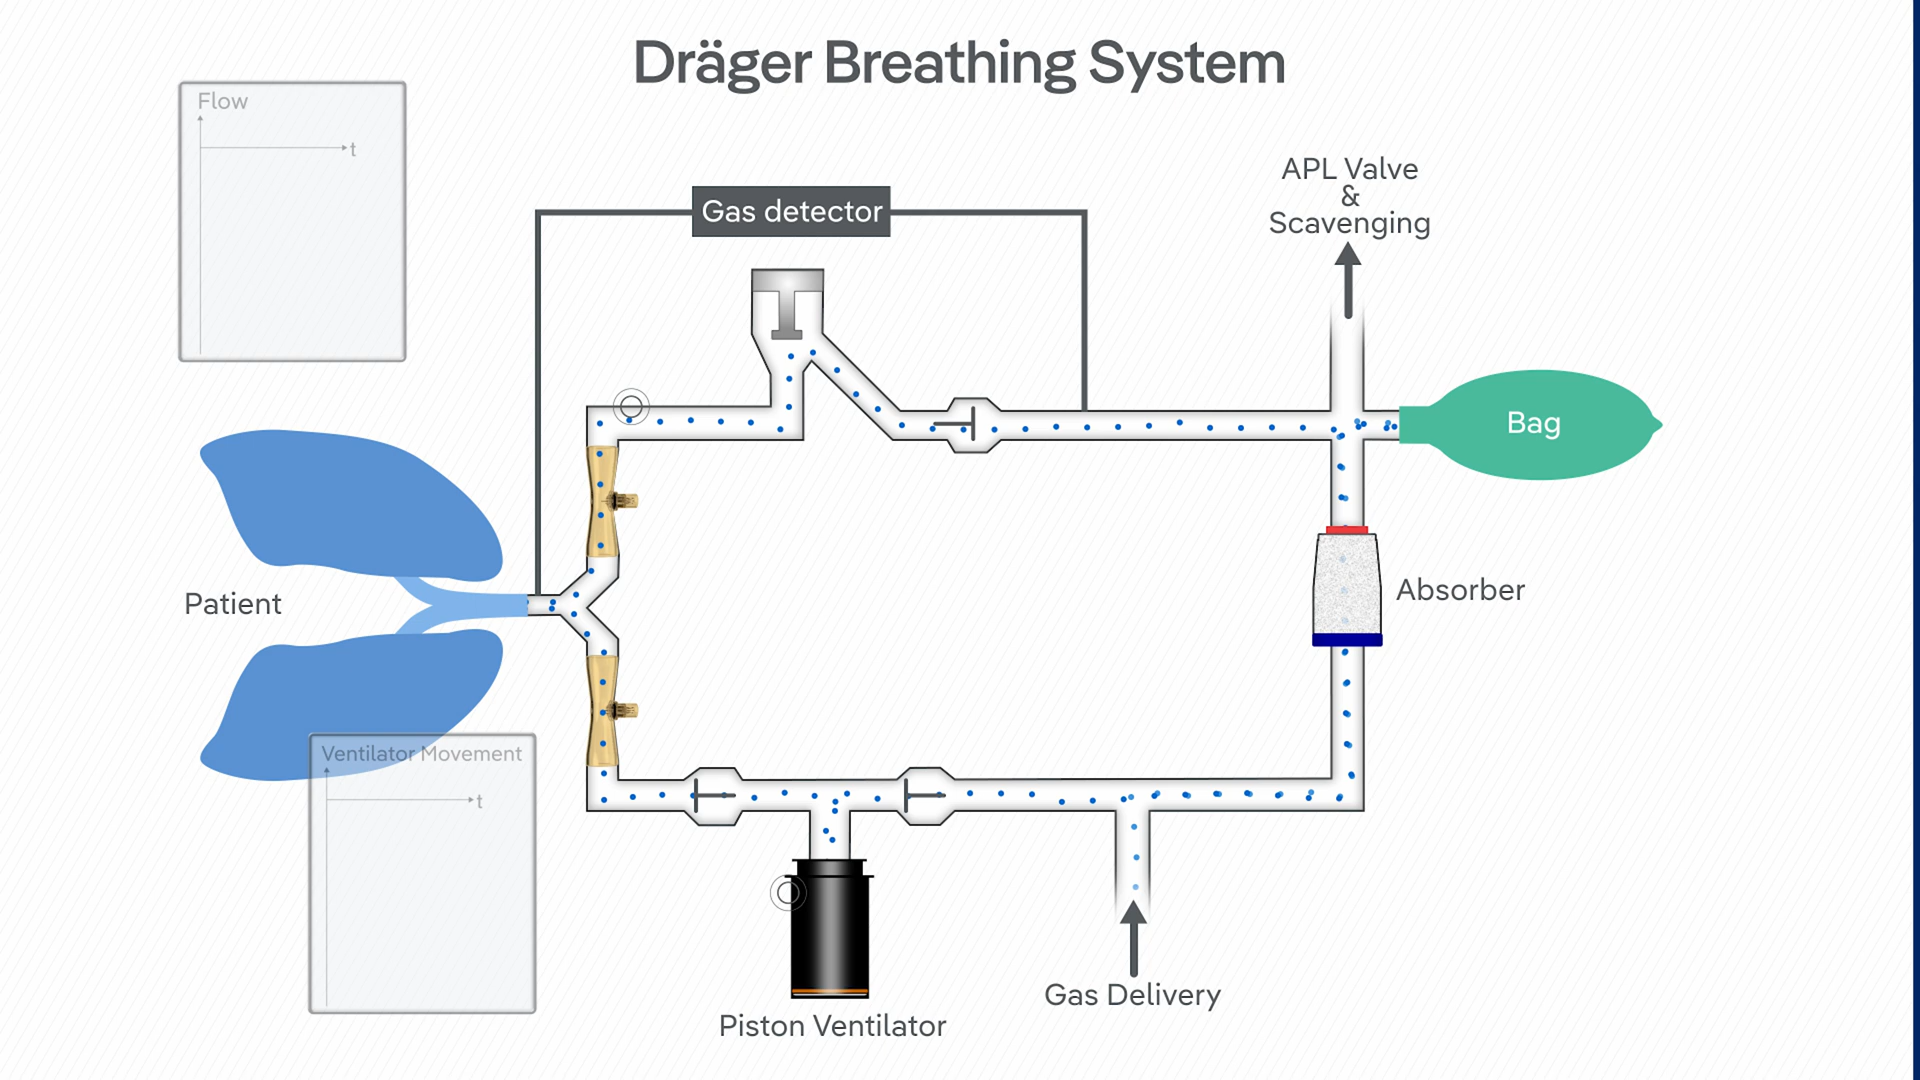 Dräger Breathing System
Flow
t
APL Valve
&
Scavenging
Gas detector
Bag
Absorber
Patient
Ventilator Movement
t
Gas Delivery
Piston Ventilator